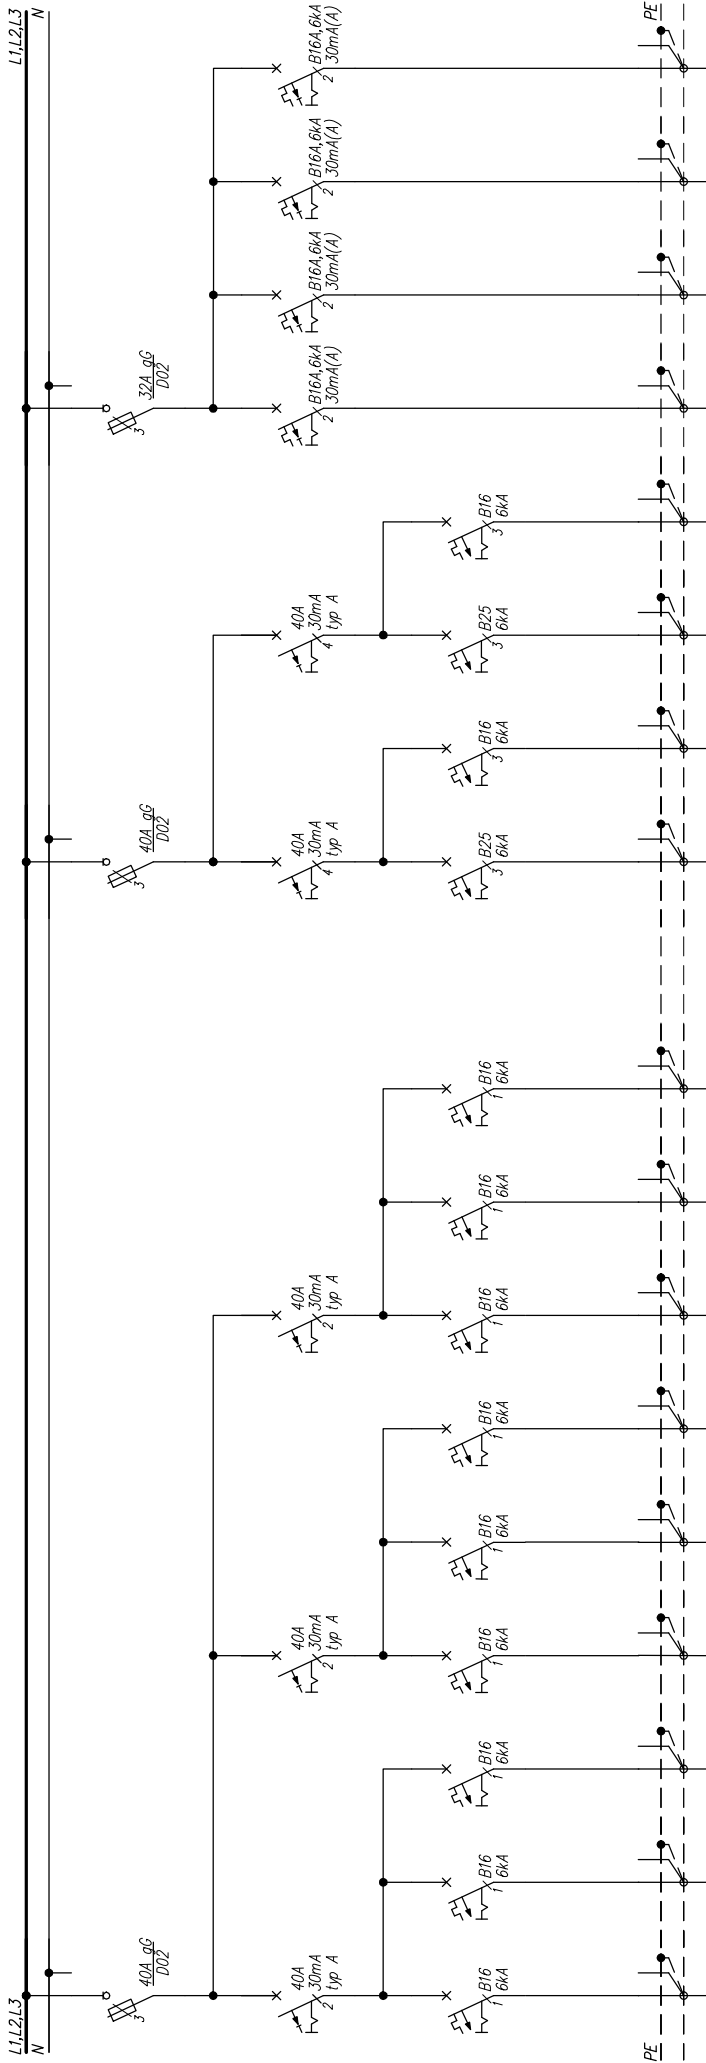 L1,L2,L3
L1,L2,L3
N
N
40A gG
D02
3
40A gG
D02
3
32A gG
D02
3
40A
30mA
typ A
2
40A
30mA
typ A
2
40A
30mA
typ A
2
40A
30mA
typ A
4
40A
30mA
typ A
4
B16A,6kA
30mA(A)
2
B16A,6kA
30mA(A)
2
B16A,6kA
30mA(A)
2
B16A,6kA
30mA(A)
2
B16
6kA
1
B16
6kA
1
B16
6kA
1
B16
6kA
1
B16
6kA
1
B16
6kA
1
B16
6kA
1
B16
6kA
1
B16
6kA
1
B25
6kA
3
B16
6kA
3
B25
6kA
3
B16
6kA
3
PE
PE